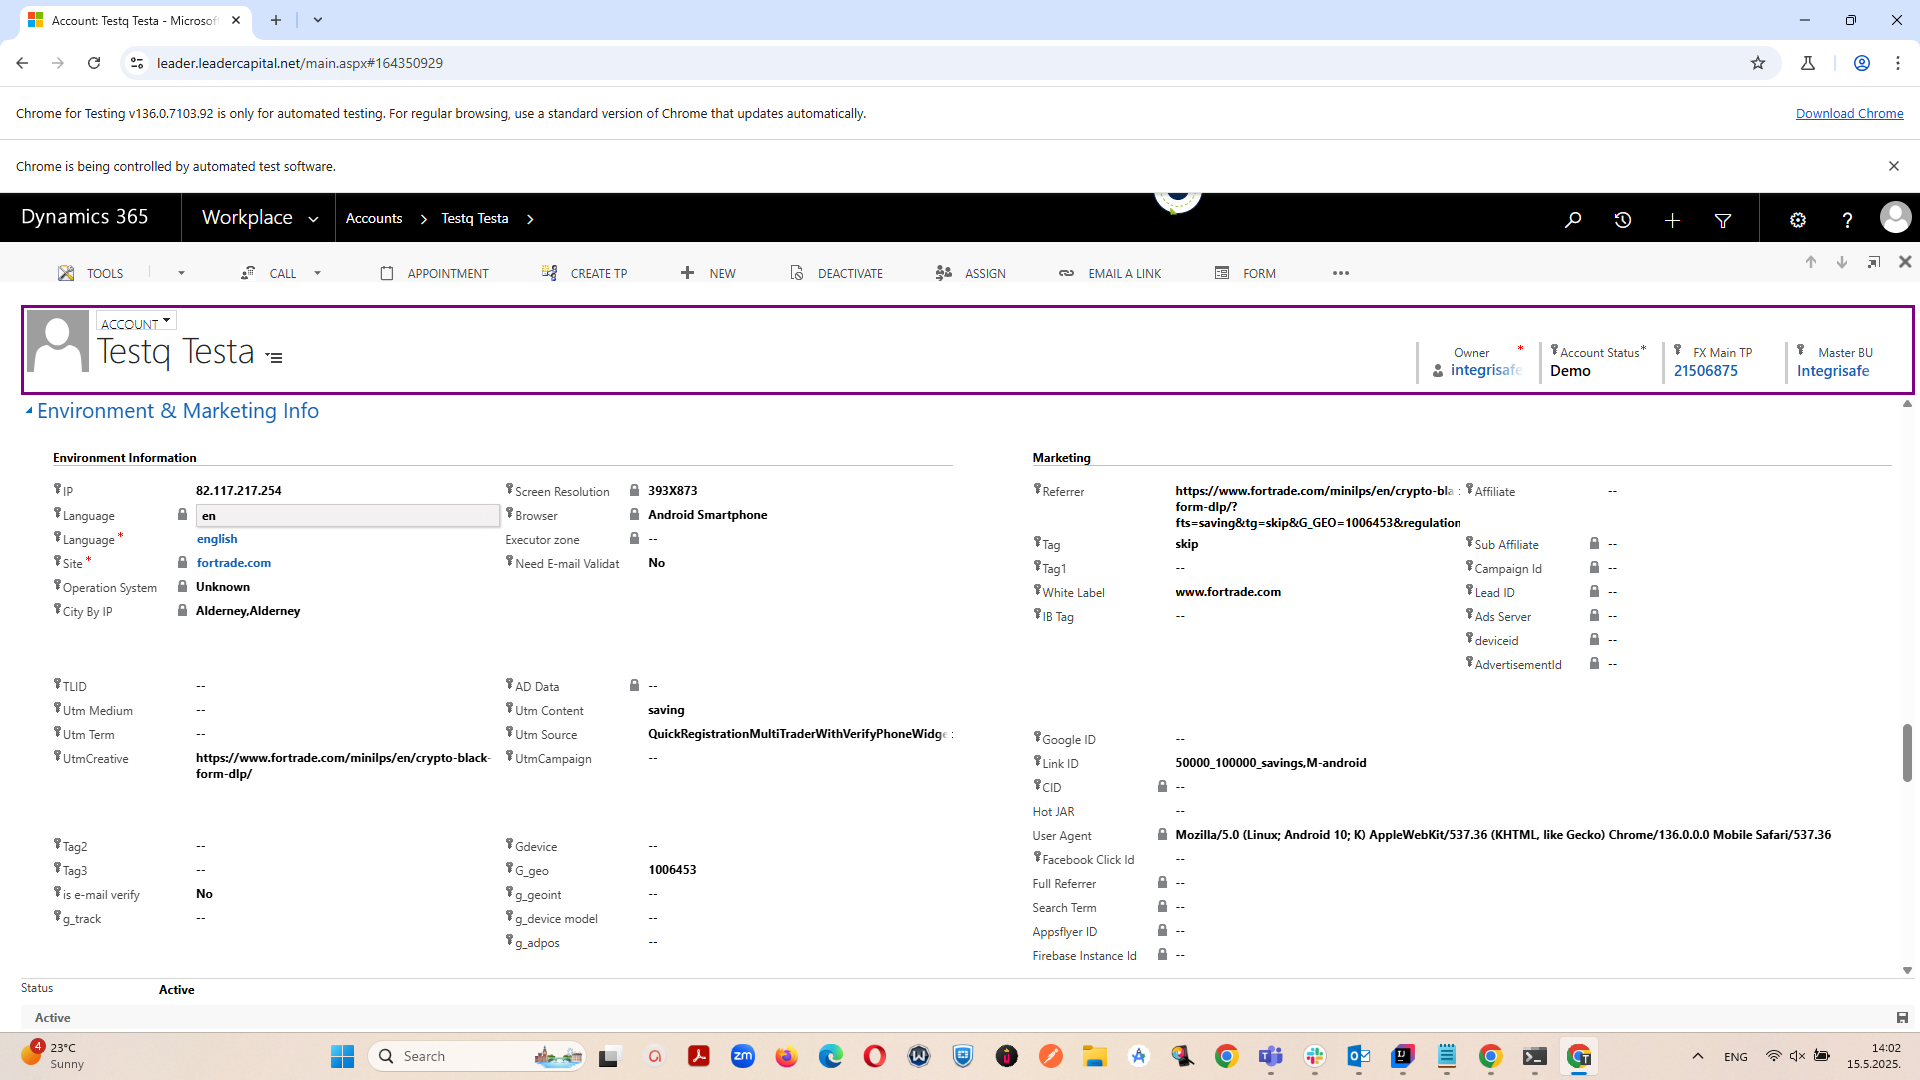 Account: Testq Testa - Microsof
leader.leadercapital.net/main.aspx#164350929
Chrome for Testing v136.0.7103.92 is only for automated testing. For regular browsing, use a standard version of Chrome that updates automatically.
Download Chrome
Chrome is being controlled by automated test software.
Dynamics 365
Workplace
Accounts
Testq Testa
TOOLS
CALL
APPOINTMENT
CREATE TP
NEW
DEACTIVATE
ASSIGN
EMAIL A LINK
FORM
ACCOUNT
Testq Testa
Owner *
integrisafe
Account Status *
Demo
FX Main TP
21506875
Master BU
Integrisafe
Environment & Marketing Info
Environment Information
IP 82.117.217.254
Language en
Language * english
Site * fortrade.com
Operation System Unknown
City By IP Alderney,Alderney
Screen Resolution 393X873
Browser Android Smartphone
Executor zone --
Need E-mail Validat No
TLID --
Utm Medium --
Utm Term --
UtmCreative https://www.fortrade.com/minilps/en/crypto-black-
form-dlp/
AD Data --
Utm Content saving
Utm Source QuickRegistrationMultiTraderWithVerifyPhoneWidge
UtmCampaign --
Tag2 --
Tag3 --
is e-mail verify No
g_track --
Gdevice --
G_geo 1006453
g_geoint --
g_device model --
g_adpos --
Marketing
Referrer https://www.fortrade.com/minilps/en/crypto-bla
form-dlp/?
fts=saving&tg=skip&G_GEO=1006453&regulation
Tag skip
Tag1 --
White Label www.fortrade.com
IB Tag --
Affiliate --
Sub Affiliate --
Campaign Id --
Lead ID --
Ads Server --
deviceid --
AdvertisementId --
Google ID --
Link ID 50000_100000_savings,M-android
CID --
Hot JAR --
User Agent Mozilla/5.0 (Linux; Android 10; K) AppleWebKit/537.36 (KHTML, like Gecko) Chrome/136.0.0.0 Mobile Safari/537.36
Facebook Click Id --
Full Referrer --
Search Term --
Appsflyer ID --
Firebase Instance Id --
Status Active
Active
4
23°C
Sunny
Search
zm
ENG
14:02
15.5.2025.